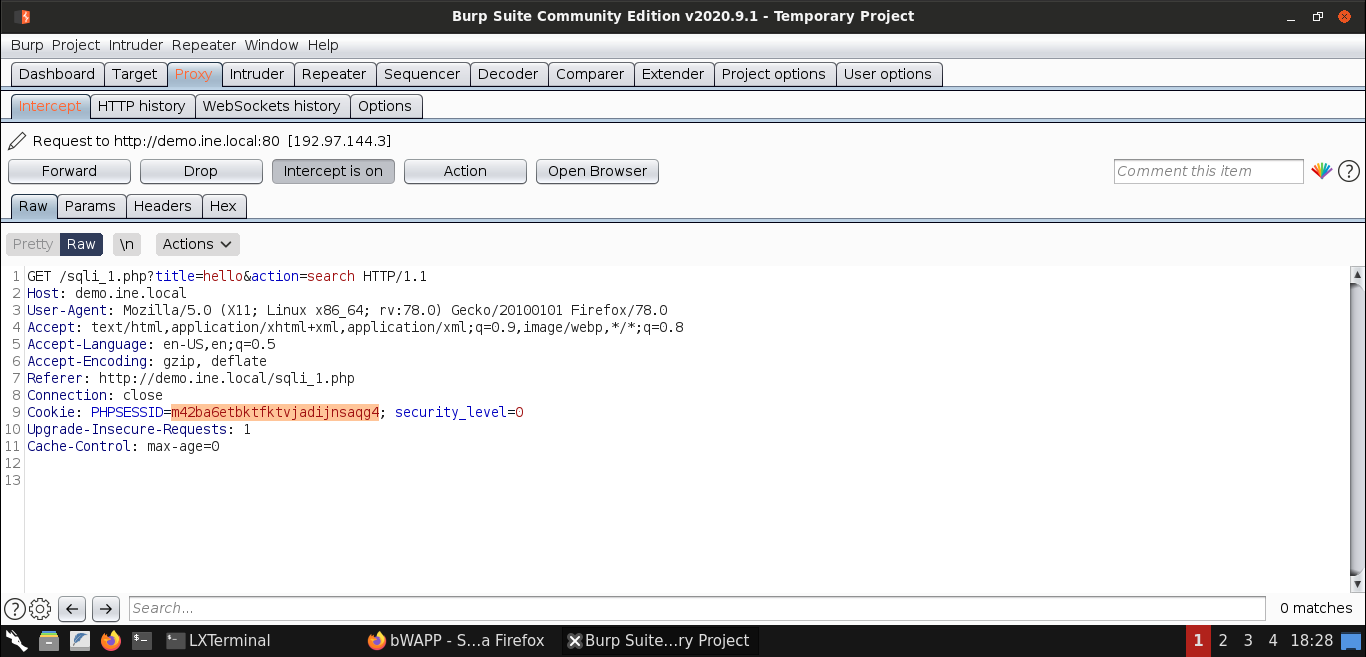 Burp Suite Community Edition v2020.9.1 - Temporary Project
Burp Project Intruder Repeater Window Help
Dashboard Target Proxy Intruder Repeater Sequencer Decoder Comparer Extender Project options User options
Intercept HTTP history WebSockets history Options
Request to http://demo.ine.local:80 [192.97.144.3]
Forward Drop Intercept is on Action Open Browser Comment this item ?
Raw Params Headers Hex
Pretty Raw \n Actions
1 GET /sqli_1.php?title=hello&action=search HTTP/1.1
2 Host: demo.ine.local
3 User-Agent: Mozilla/5.0 (X11; Linux x86_64; rv:78.0) Gecko/20100101 Firefox/78.0
4 Accept: text/html,application/xhtml+xml,application/xml;q=0.9,image/webp,*/*;q=0.8
5 Accept-Language: en-US,en;q=0.5
6 Accept-Encoding: gzip, deflate
7 Referer: http://demo.ine.local/sqli_1.php
8 Connection: close
9 Cookie: PHPSESSID=m42ba6etbktfktvjadijnsaqg4; security_level=0
10 Upgrade-Insecure-Requests: 1
11 Cache-Control: max-age=0
12
13
? Search... 0 matches
LXTerminal bWAPP - S...a Firefox Burp Suite...ry Project 1 2 3 4 18:28